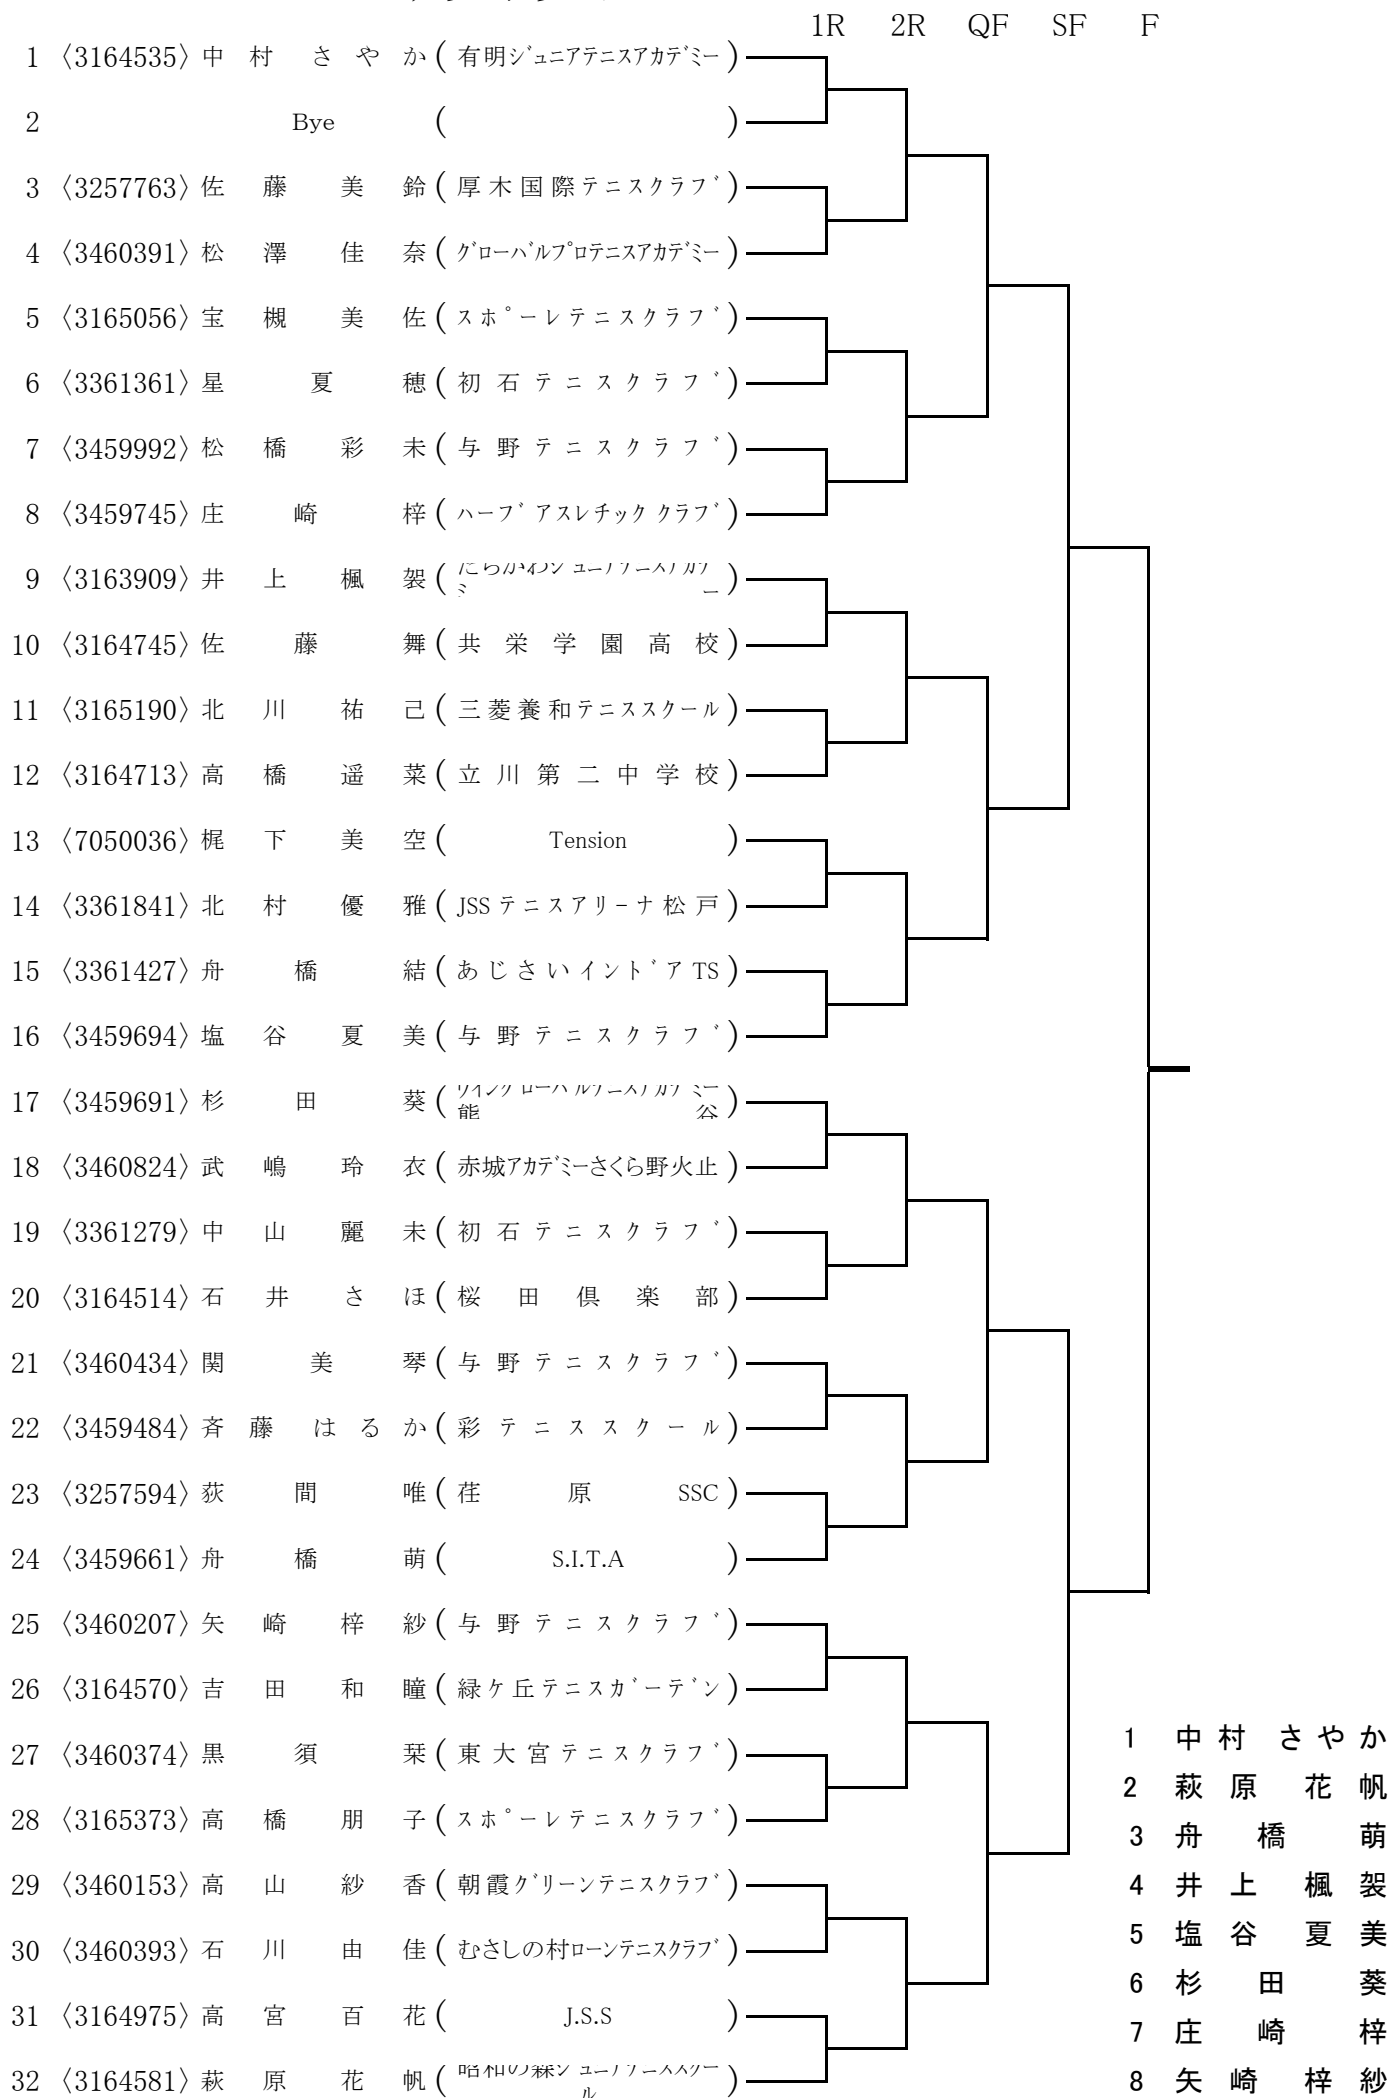 1R 2R QF SF F
1 〈3164535〉 中村 さやか (有明ジュニアテニスアカデミー)
2 Bye ( )
3 〈3257763〉 佐藤 美鈴 (厚木国際テニスクラブ)
4 〈3460391〉 松澤 佳奈 (グローバルプロテニスアカデミー)
5 〈3165056〉 宝槻 美佐 (スポーレテニスクラブ)
6 〈3361361〉 星 夏穂 (初石テニスクラブ)
7 〈3459992〉 松橋 彩未 (与野テニスクラブ)
8 〈3459745〉 庄崎 梓 (ハーブ アスレチック クラブ)
9 〈3163909〉 井上 楓袈 ( )
10 〈3164745〉 佐藤 舞 (共栄学園高校)
11 〈3165190〉 北川 祐己 (三菱養和テニススクール)
12 〈3164713〉 高橋 遥菜 (立川第二中学校)
13 〈7050036〉 梶下 美空 (Tension)
14 〈3361841〉 北村 優雅 (JSSテニスアリーナ松戸)
15 〈3361427〉 舟橋 結 (あじさいインドアTS)
16 〈3459694〉 塩谷 夏美 (与野テニスクラブ)
17 〈3459691〉 杉田 葵 ( )
18 〈3460824〉 武嶋 玲衣 (赤城アカデミーさくら野火止)
19 〈3361279〉 中山 麗未 (初石テニスクラブ)
20 〈3164514〉 石井 さほ (桜田倶楽部)
21 〈3460434〉 関 美琴 (与野テニスクラブ)
22 〈3459484〉 斉藤 はるか (彩テニススクール)
23 〈3257594〉 荻間 唯 (荏原SSC)
24 〈3459661〉 舟橋 萌 (S.I.T.A)
25 〈3460207〉 矢崎 梓紗 (与野テニスクラブ)
26 〈3164570〉 吉田 和瞳 (緑ケ丘テニスガーデン)
27 〈3460374〉 黒須 栞 (東大宮テニスクラブ)
28 〈3165373〉 高橋 朋子 (スポーレテニスクラブ)
29 〈3460153〉 高山 紗香 (朝霞グリーンテニスクラブ)
30 〈3460393〉 石川 由佳 (むさしの村ローンテニスクラブ)
31 〈3164975〉 高宮 百花 (J.S.S)
32 〈3164581〉 萩原 花帆 ( )
1 中村 さやか
2 萩原 花帆
3 舟橋 萌
4 井上 楓袈
5 塩谷 夏美
6 杉田 葵
7 庄崎 梓
8 矢崎 梓紗